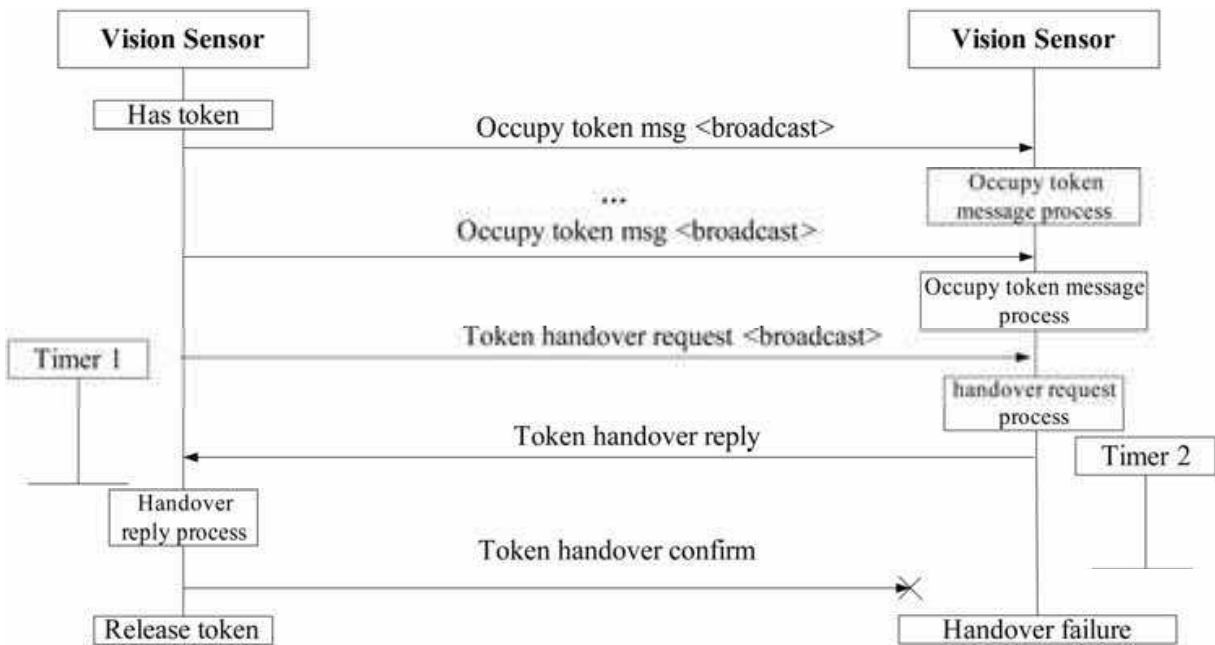 Vision Sensor
Vision Sensor
Has token
Occupy token msg <broadcast>
Occupy token
message process
...
Occupy token msg <broadcast>
Occupy token message
process
Token handover request <broadcast>
Timer 1
handover request
process
Token handover reply
Timer 2
Handover
reply process
Token handover confirm
Release token
Handover failure